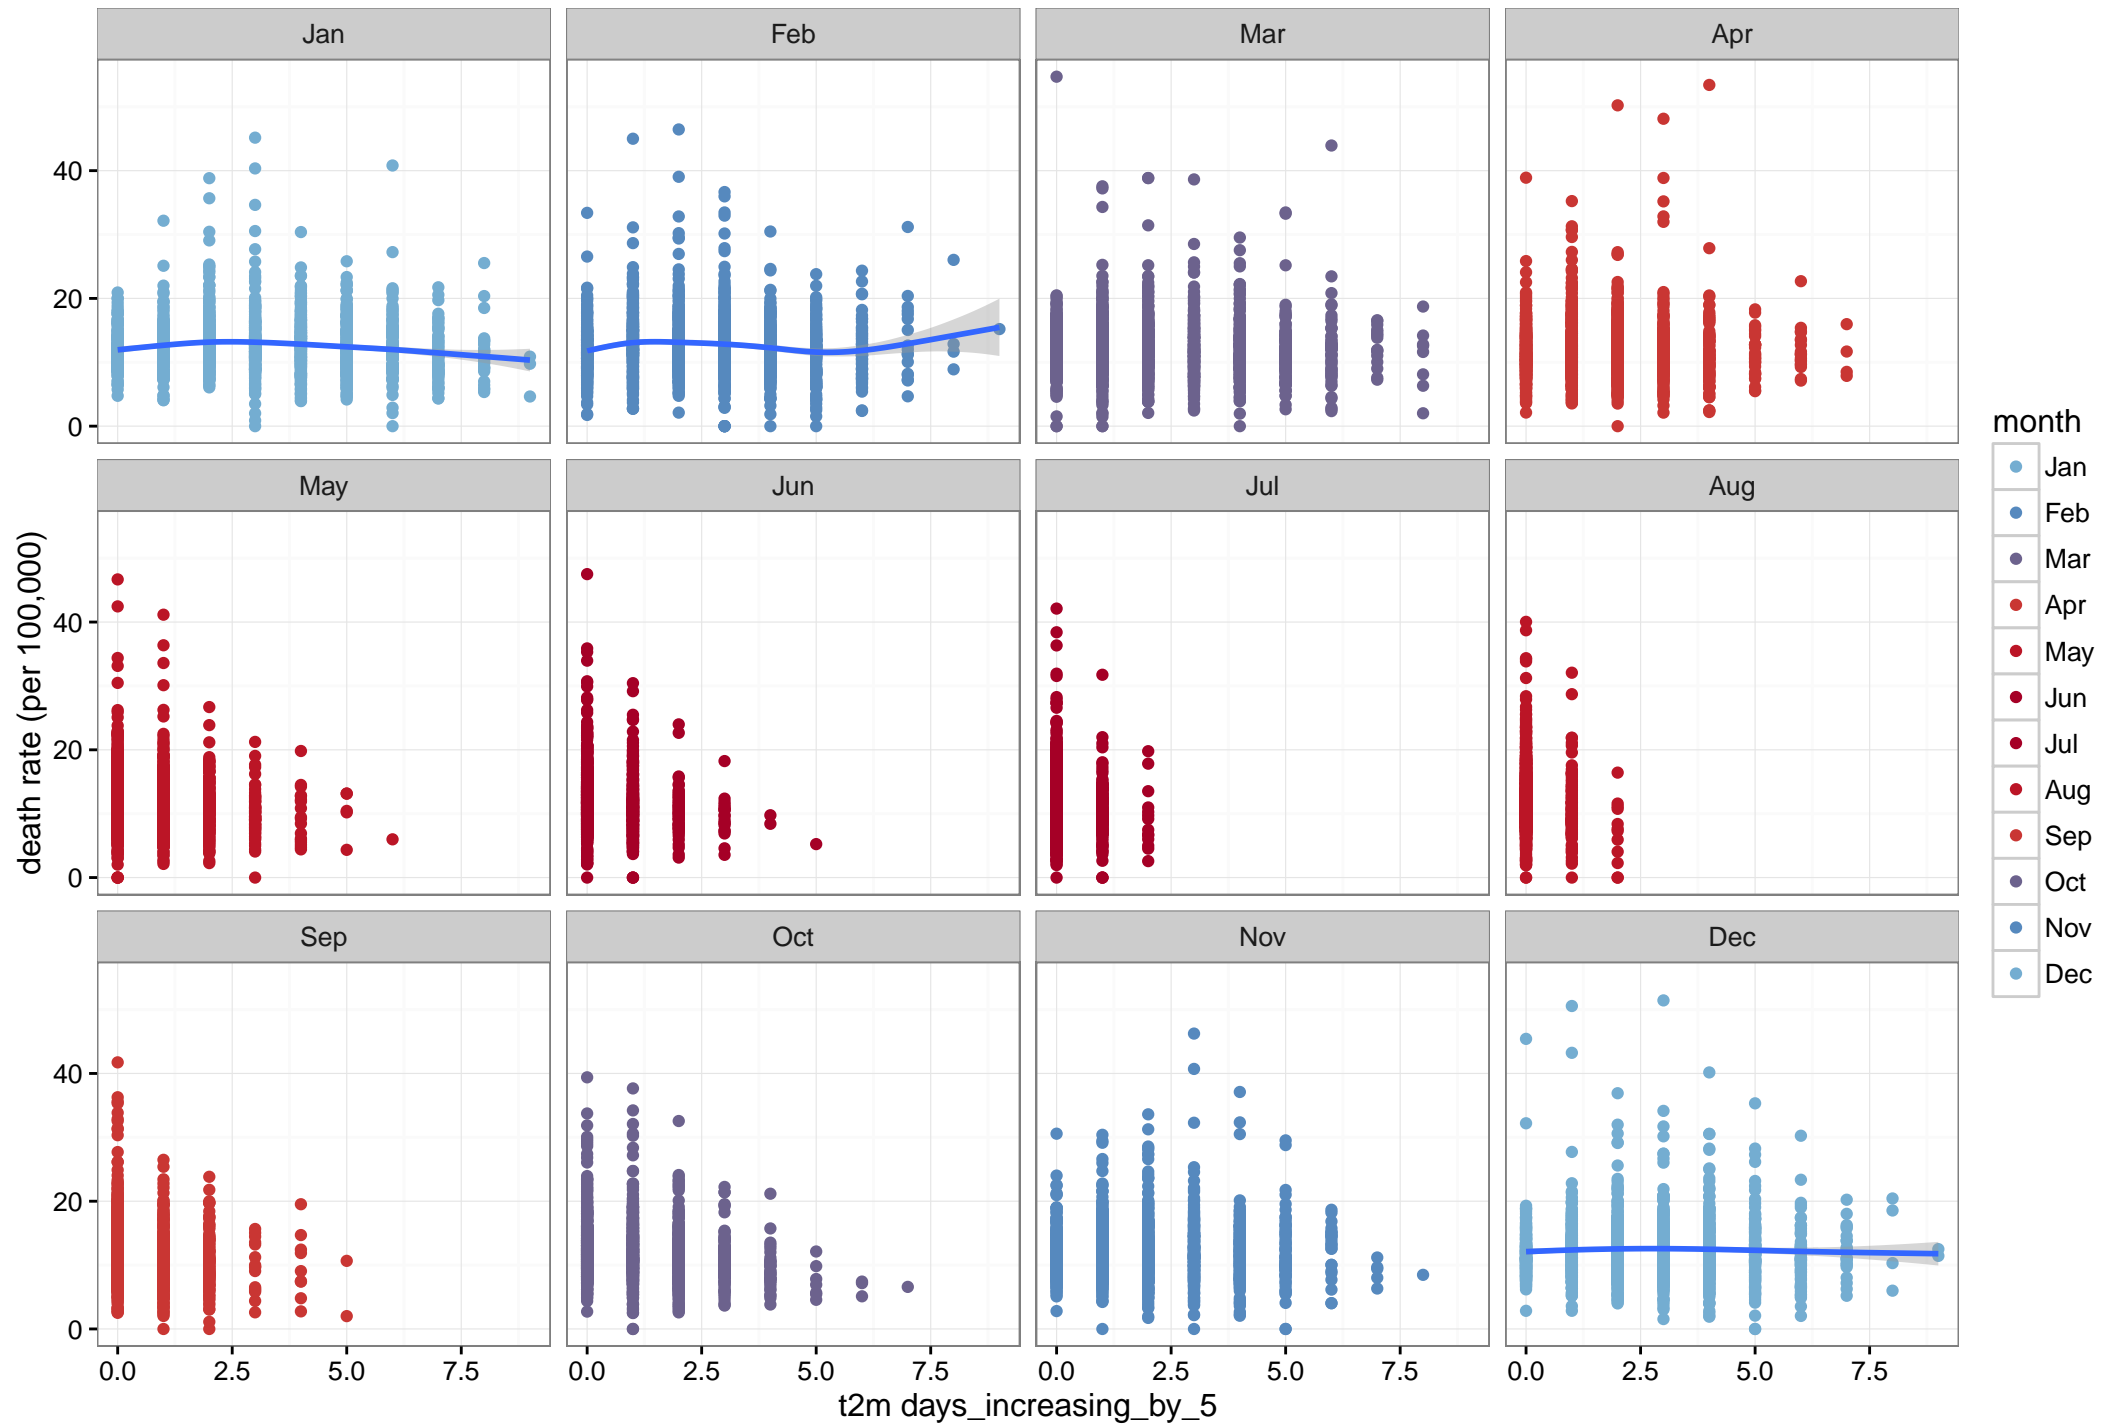 Jan Feb Mar Apr
40
20
0
May Jun Jul Aug
40
20
0
Sep Oct Nov Dec
40
20
0
0.0 2.5 5.0 7.5 0.0 2.5 5.0 7.5 0.0 2.5 5.0 7.5 0.0 2.5 5.0 7.5
t2m days_increasing_by_5
death rate (per 100,000)
month
Jan
Feb
Mar
Apr
May
Jun
Jul
Aug
Sep
Oct
Nov
Dec